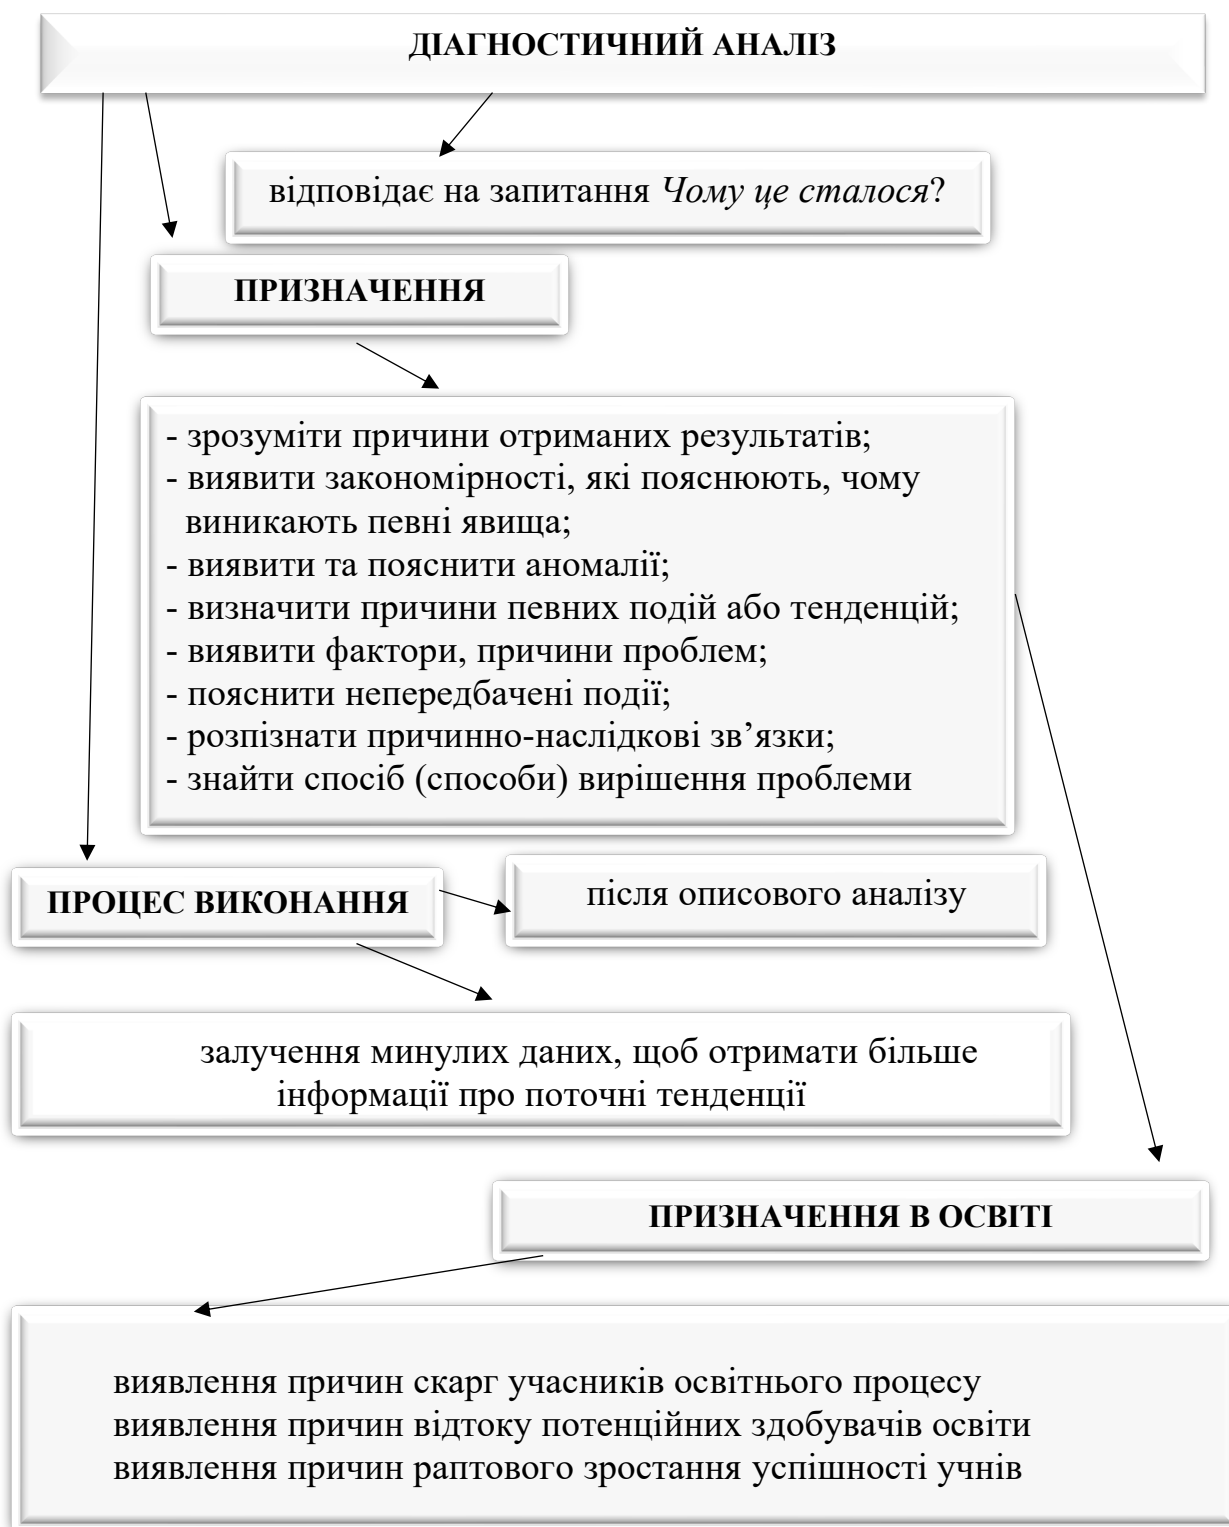 ДІАГНОСТИЧНИЙ АНАЛІЗ
відповідає на запитання Чому це сталося?
ПРИЗНАЧЕННЯ
- зрозуміти причини отриманих результатів;
- виявити закономірності, які пояснюють, чому
виникають певні явища;
- виявити та пояснити аномалії;
- визначити причини певних подій або тенденцій;
- виявити фактори, причини проблем;
- пояснити непередбачені події;
- розпізнати причинно-наслідкові зв’язки;
- знайти спосіб (способи) вирішення проблеми
ПРОЦЕС ВИКОНАННЯ
після описового аналізу
залучення минулих даних, щоб отримати більше
інформації про поточні тенденції
ПРИЗНАЧЕННЯ В ОСВІТІ
виявлення причин скарг учасників освітнього процесу
виявлення причин відтоку потенційних здобувачів освіти
виявлення причин раптового зростання успішності учнів